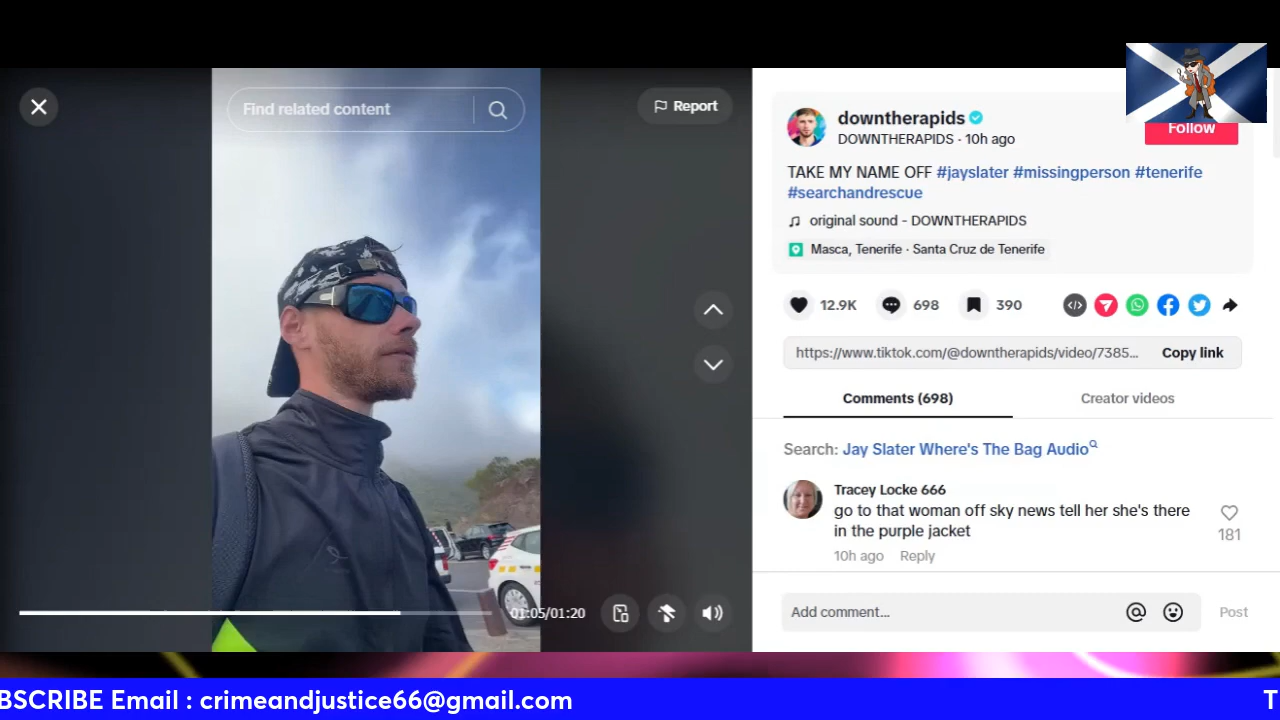 Find related content
Report
downtherapids
DOWNTHERAPIDS · 10h ago
Follow
TAKE MY NAME OFF #jayslater #missingperson #tenerife
#searchandrescue
original sound - DOWNTHERAPIDS
Masca, Tenerife · Santa Cruz de Tenerife
12.9K
698
390
https://www.tiktok.com/@downtherapids/video/7385...
Copy link
Comments (698)
Creator videos
Search: Jay Slater Where's The Bag Audio
Tracey Locke 666
go to that woman off sky news tell her she's there
in the purple jacket
181
10h ago Reply
01:05/01:20
Add comment...
Post
BSCRIBE Email : crimeandjustice66@gmail.com
T